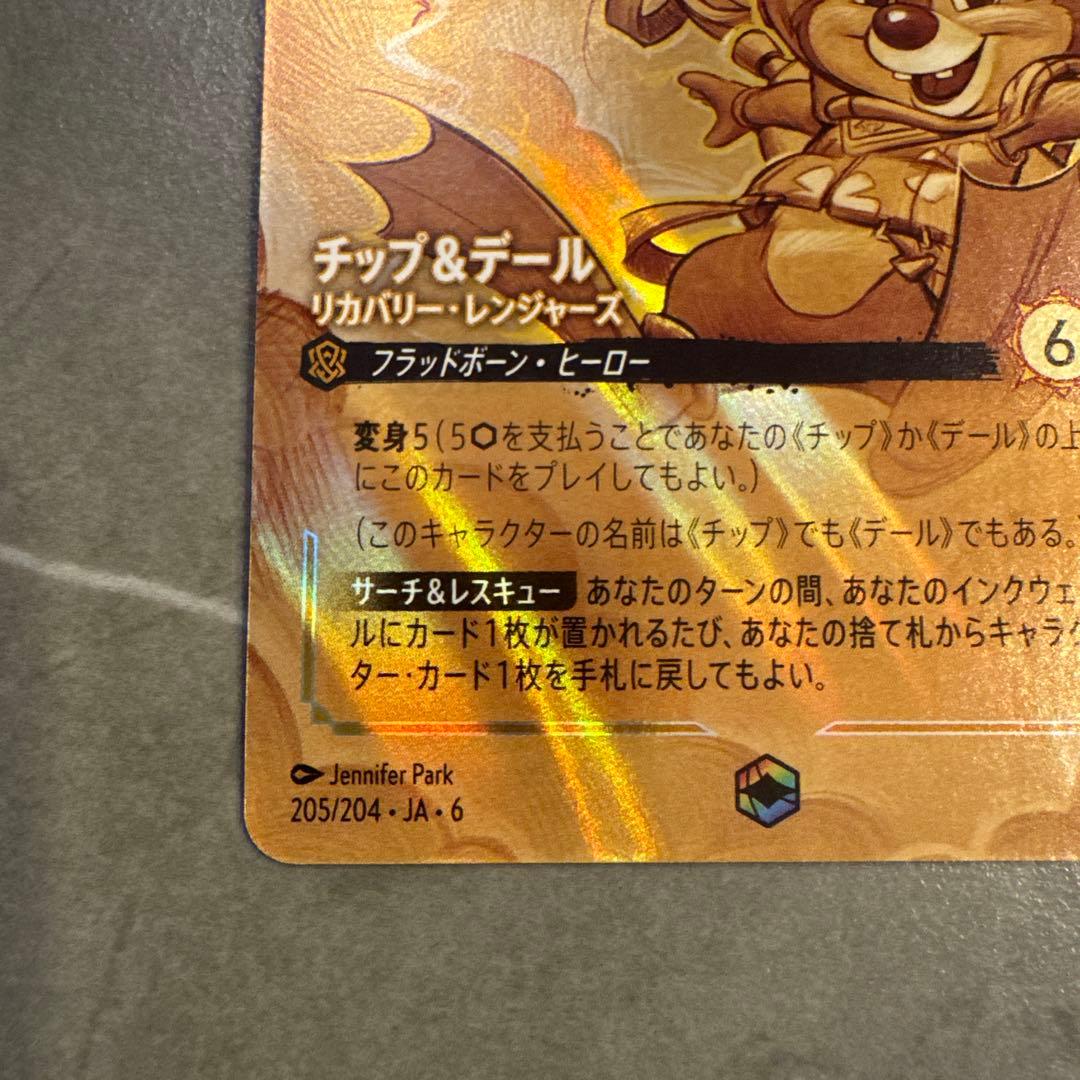 チップ&デール
リカバリー・レンジャーズ
フラッドボーン・ヒーロー
6
変身 5 (5⬡を支払うことであなたの《チップ》か《デール》の上
にこのカードをプレイしてもよい。)
(このキャラクターの名前は《チップ》でも《デール》でもある。
サーチ&レスキュー あなたのターンの間、あなたのインクウェ
ルにカード1枚が置かれるたび、あなたの捨て札からキャラク
ター・カード1枚を手札に戻してもよい。
Jennifer Park
205/204 • JA • 6